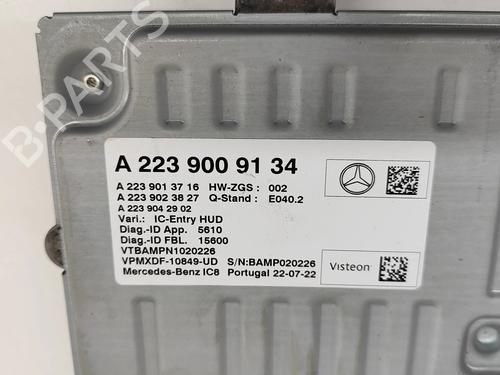 B-PARTS
A 223 900 91 34
A 223 901 37 16 HW-ZGS : 002
A 223 902 38 27 Q-Stand : E040.2
A 223 904 29 02
Vari.: IC-Entry HUD
Diag.-ID App. 5610
Diag.-ID FBL. 15600
VTBAMPN1020226
VPMXDF-10849-UD S/N:BAMP020226
Mercedes-Benz IC8 Portugal 22-07-22
Visteon